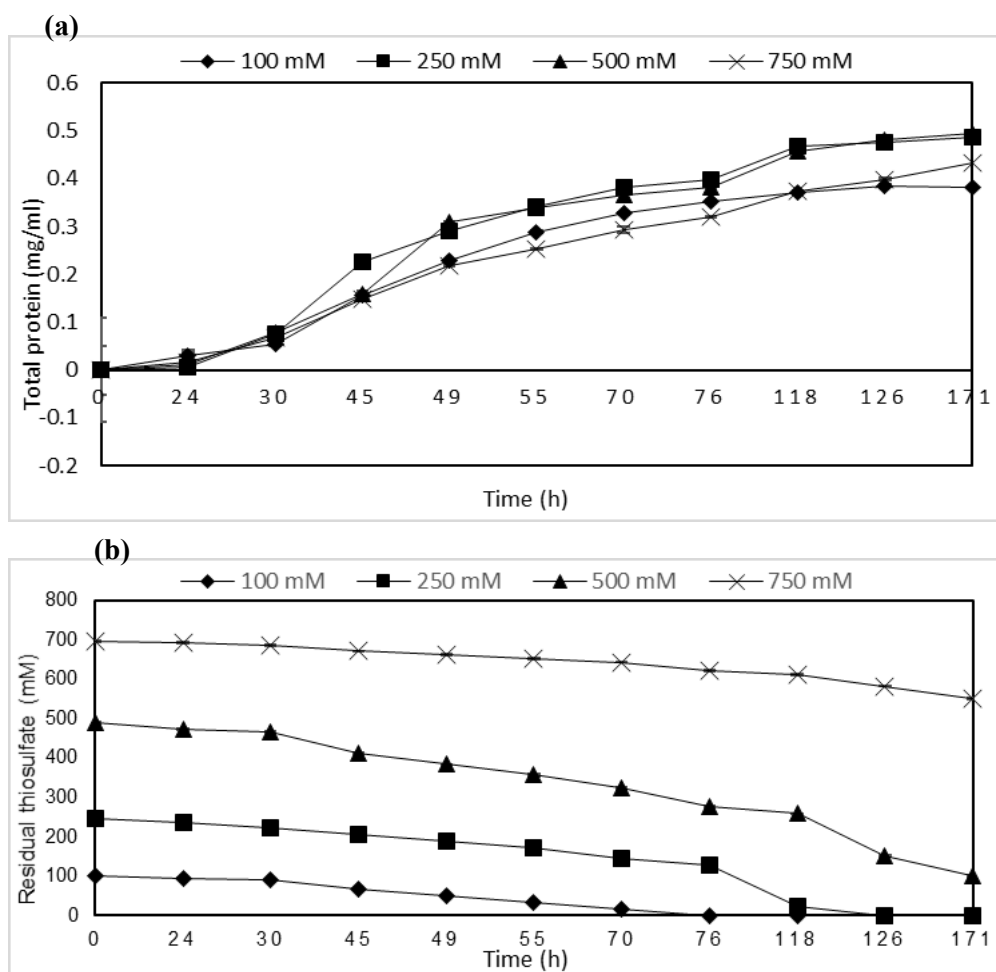 (a)
100 mM 250 mM 500 mM 750 mM
0.6
0.5
0.4
0.3
0.2
0.1
0
-0.1
-0.2
Total protein (mg/ml)
0 24 30 45 49 55 70 76 118 126 171
Time (h)
(b)
100 mM 250 mM 500 mM 750 mM
800
700
600
500
400
300
200
100
0
Residual thiosulfate (mM)
0 24 30 45 49 55 70 76 118 126 171
Time (h)